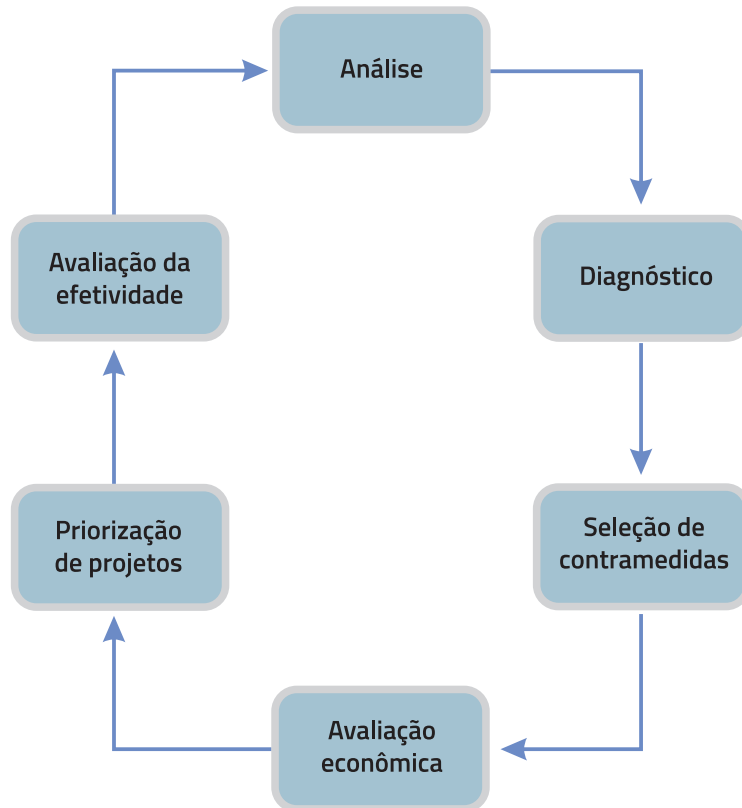 Análise
Diagnóstico
Seleção de
contramedidas
Avaliação
econômica
Priorização
de projetos
Avaliação da
efetividade